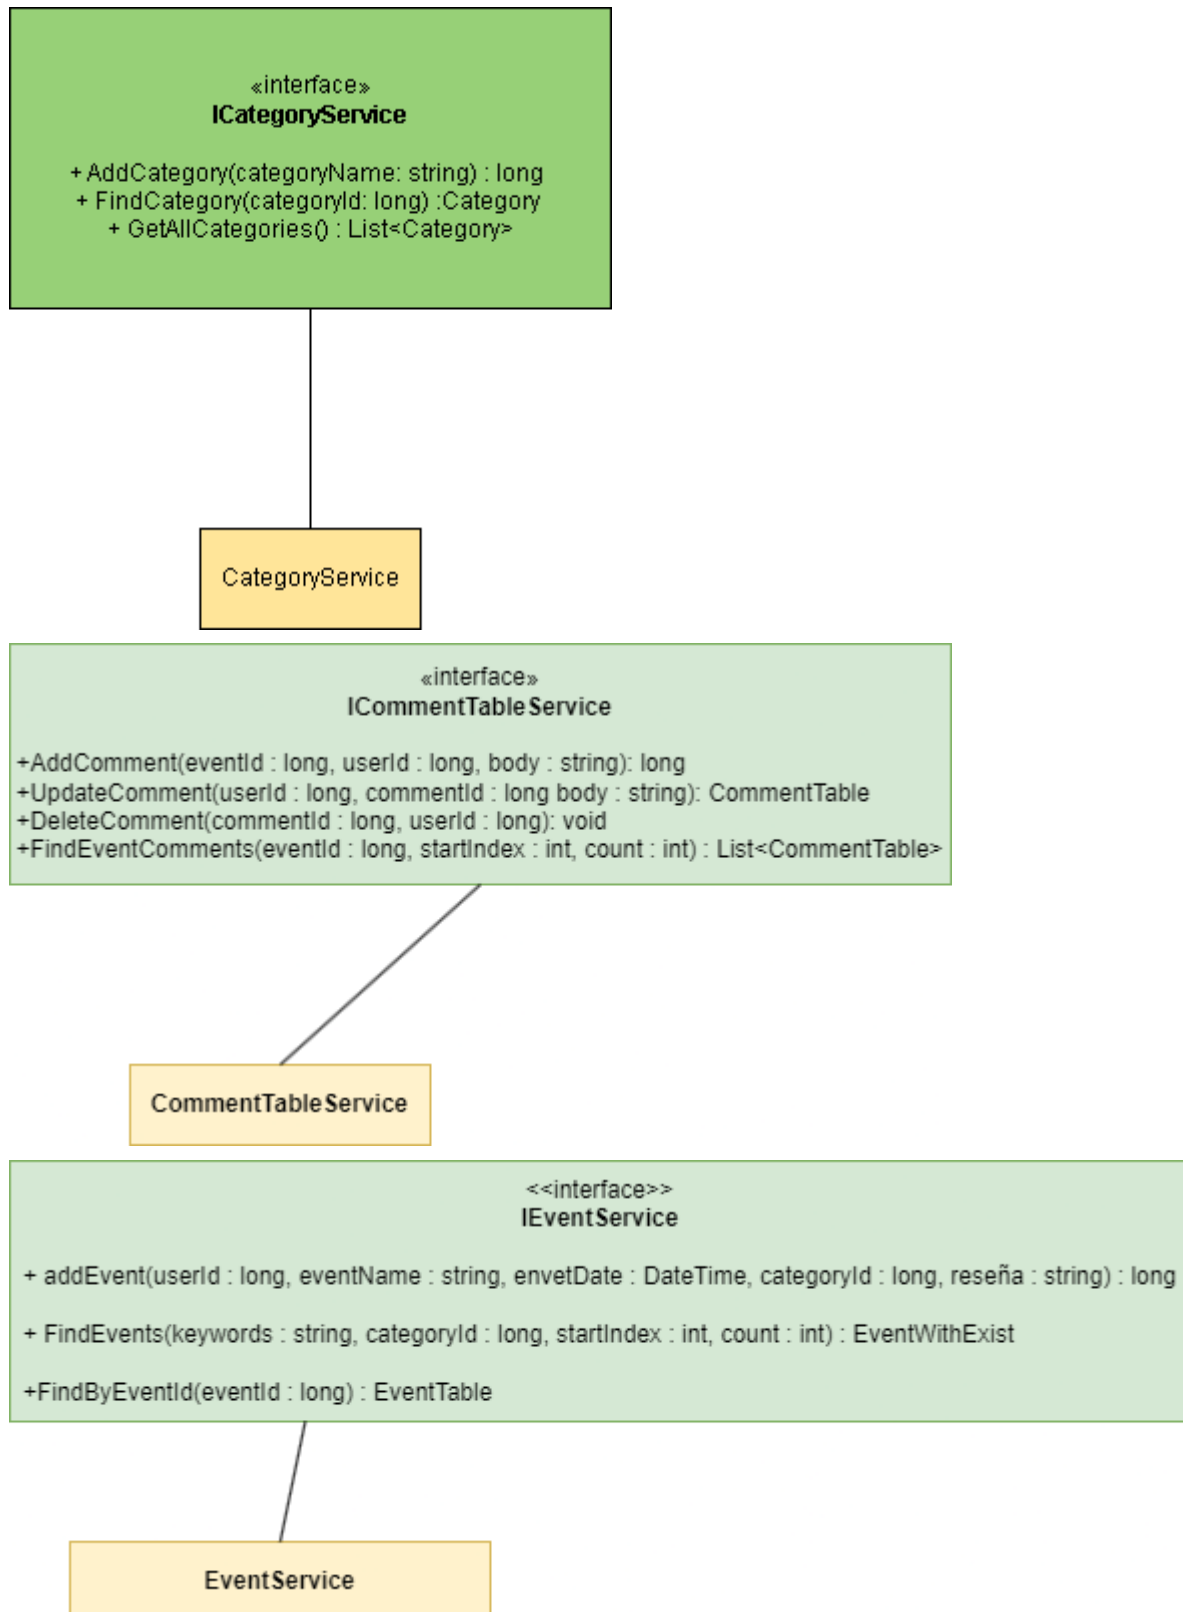 «interface»
ICategoryService
+ AddCategory(categoryName: string) : long
+ FindCategory(categoryId: long) :Category
+ GetAllCategories() : List<Category>
CategoryService
«interface»
ICommentTableService
+AddComment(eventId : long, userId : long, body : string): long
+UpdateComment(userId : long, commentId : long body : string): CommentTable
+DeleteComment(commentId : long, userId : long): void
+FindEventComments(eventId : long, startIndex : int, count : int) : List<CommentTable>
CommentTableService
<<interface>>
IEventService
+ addEvent(userId : long, eventName : string, envetDate : DateTime, categoryId : long, reseña : string) : long
+ FindEvents(keywords : string, categoryId : long, startIndex : int, count : int) : EventWithExist
+FindByEventId(eventId : long) : EventTable
EventService